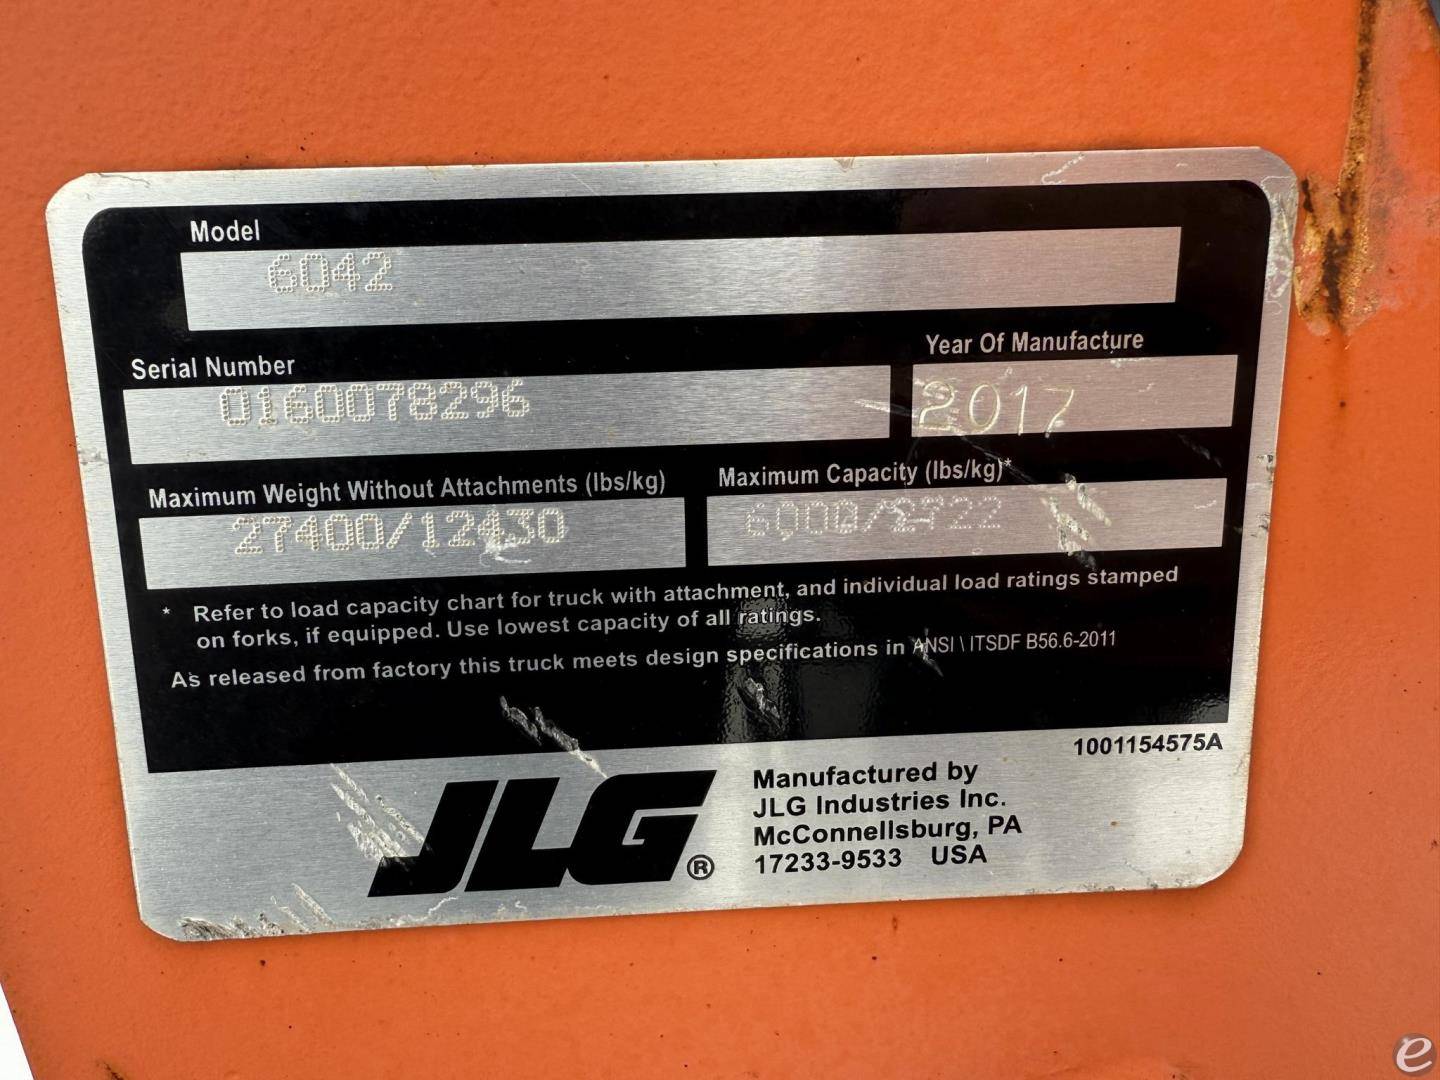 Model
6042
Serial Number
0160078296
Year Of Manufacture
2017
Maximum Weight Without Attachments (lbs/kg)
27400/12430
Maximum Capacity (lbs/kg)*
6000/2722
* Refer to load capacity chart for truck with attachment, and individual load ratings stamped
on forks, if equipped. Use lowest capacity of all ratings.
As released from factory this truck meets design specifications in ANSI \ ITSDF B56.6-2011
1001154575A
JLG®
Manufactured by
JLG Industries Inc.
McConnellsburg, PA
17233-9533 USA
e